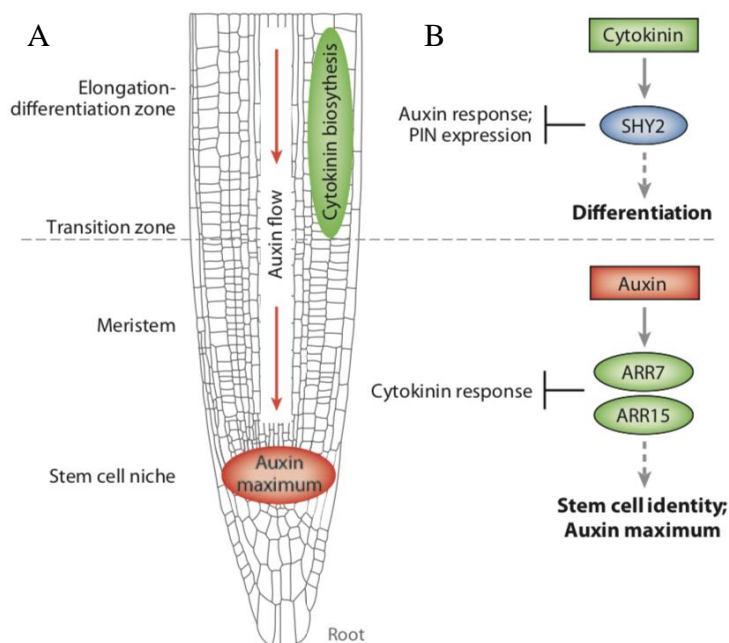 A
Elongation-
differentiation zone
Transition zone
Meristem
Stem cell niche
Cytokinin biosythesis
Auxin flow
Auxin
maximum
Root
B
Cytokinin
Auxin response;
PIN expression
SHY2
Differentiation
Auxin
Cytokinin response
ARR7
ARR15
Stem cell identity;
Auxin maximum